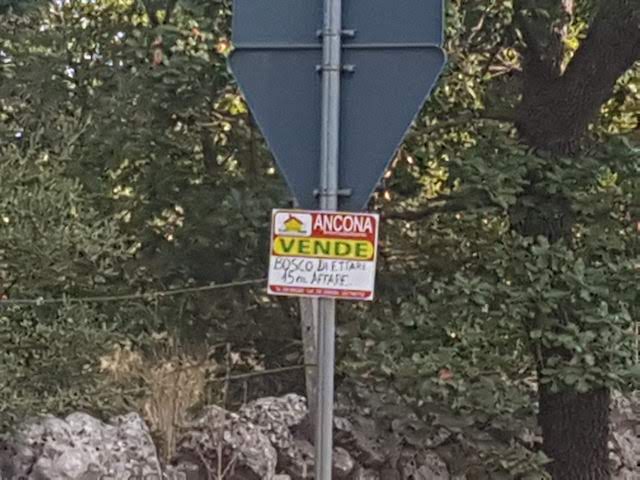 ANCONA
VENDE
BOSCO DI ETTARI
15 m. AFFARE.